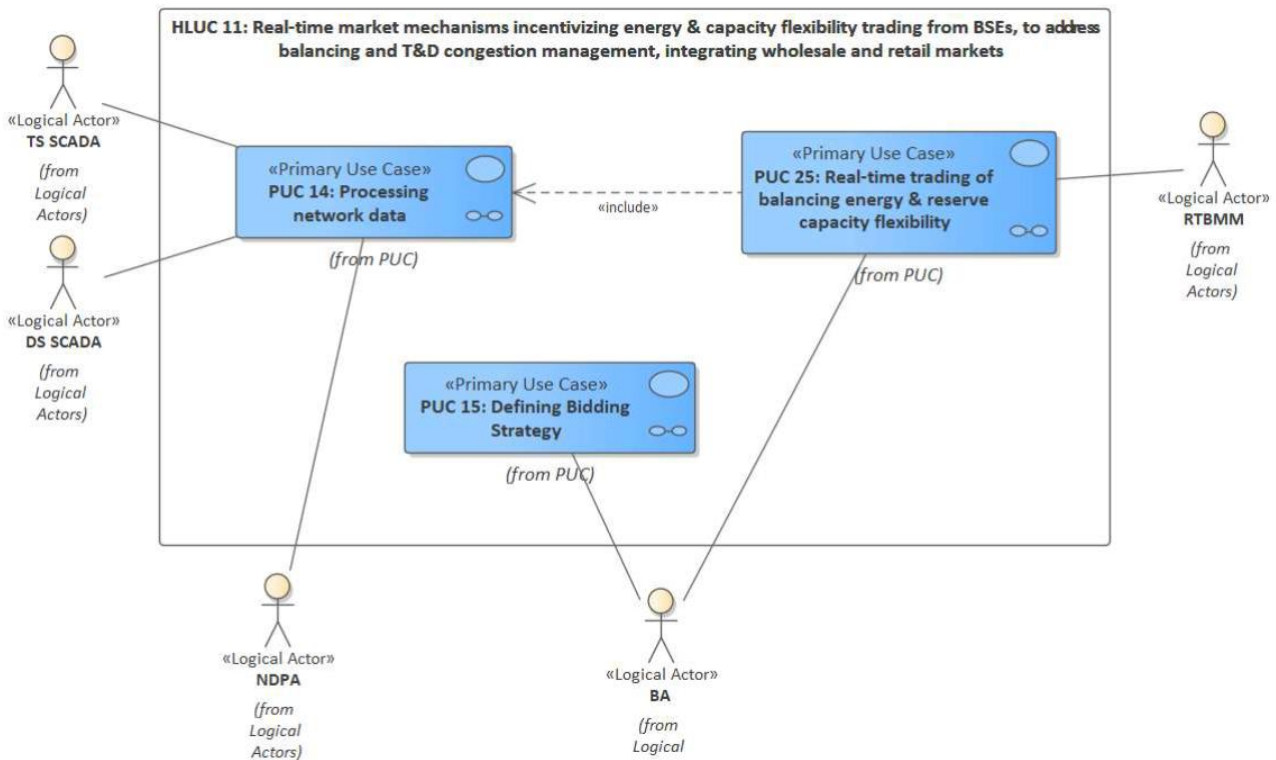 HLUC 11: Real-time market mechanisms incentivizing energy & capacity flexibility trading from BSEs, to address
balancing and T&D congestion management, integrating wholesale and retail markets
«Logical Actor»
TS SCADA
(from
Logical
Actors)
«Primary Use Case»
PUC 14: Processing
network data
(from PUC)
«include»
«Primary Use Case»
PUC 25: Real-time trading of
balancing energy & reserve
capacity flexibility
(from PUC)
«Logical Actor»
RTBMM
(from
Logical
Actors)
«Logical Actor»
DS SCADA
(from
Logical
Actors)
«Primary Use Case»
PUC 15: Defining Bidding
Strategy
(from PUC)
«Logical Actor»
NDPA
(from
Logical
Actors)
«Logical Actor»
BA
(from
Logical